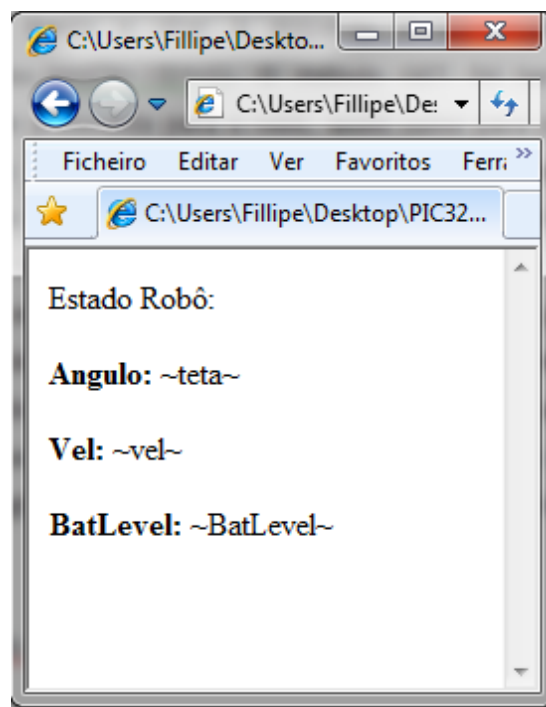 C:\Users\Fillipe\Deskto...
C:\Users\Fillipe\De:
Ficheiro Editar Ver Favoritos Ferra »
C:\Users\Fillipe\Desktop\PIC32...
Estado Robô:
Angulo: ~teta~
Vel: ~vel~
BatLevel: ~BatLevel~